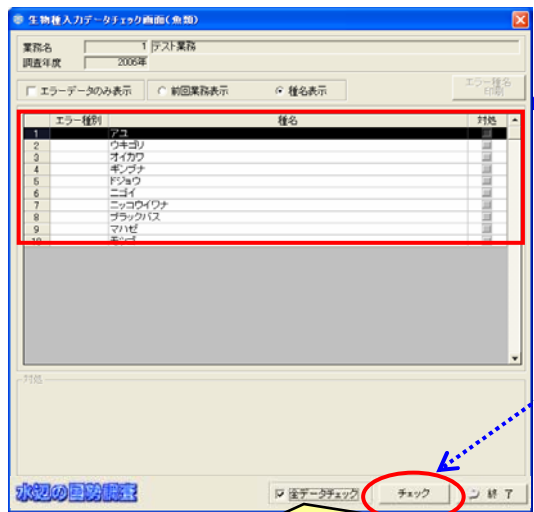 生物種入力データチェック画面(魚類)
業務名 1 テスト業務
調査年度 2006年
エラーデータのみ表示 前回業務表示 種名表示 エラー種名印刷
エラー種別 種名 対処
1 アユ
2 ウキゴリ
3 オイカワ
4 ギンブナ
5 ドジョウ
6 ニゴイ
7 ニッコウイワナ
8 ブラックバス
9 マハゼ
10 モツゴ
対処
水辺の国勢調査 全データチェック チェック 終了